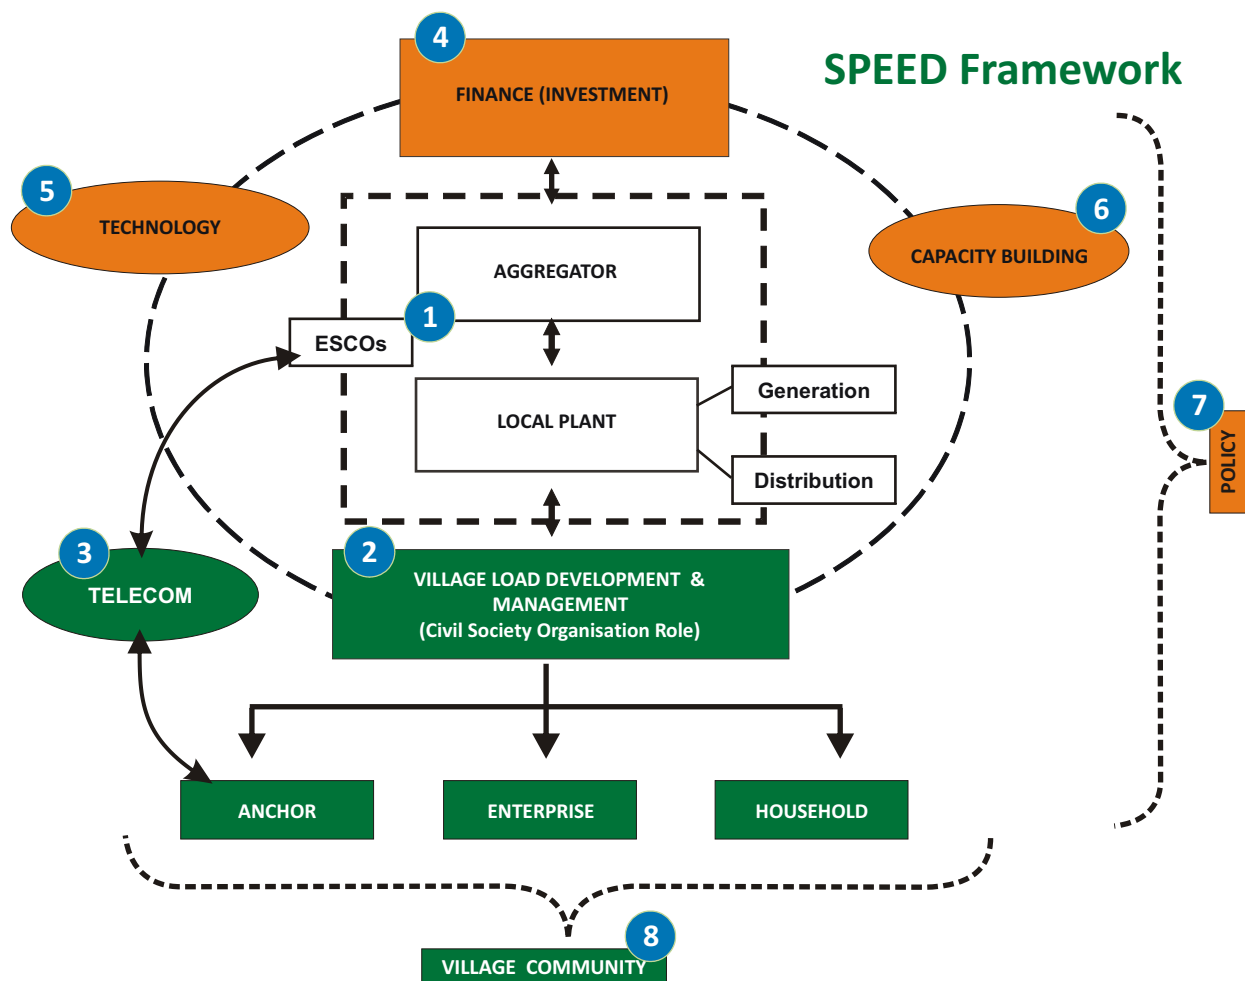 SPEED Framework
4
FINANCE (INVESTMENT)
5
TECHNOLOGY
6
CAPACITY BUILDING
AGGREGATOR
1
ESCOs
LOCAL PLANT
Generation
Distribution
7
POLICY
3
TELECOM
2
VILLAGE LOAD DEVELOPMENT &
MANAGEMENT
(Civil Society Organisation Role)
ANCHOR
ENTERPRISE
HOUSEHOLD
8
VILLAGE COMMUNITY